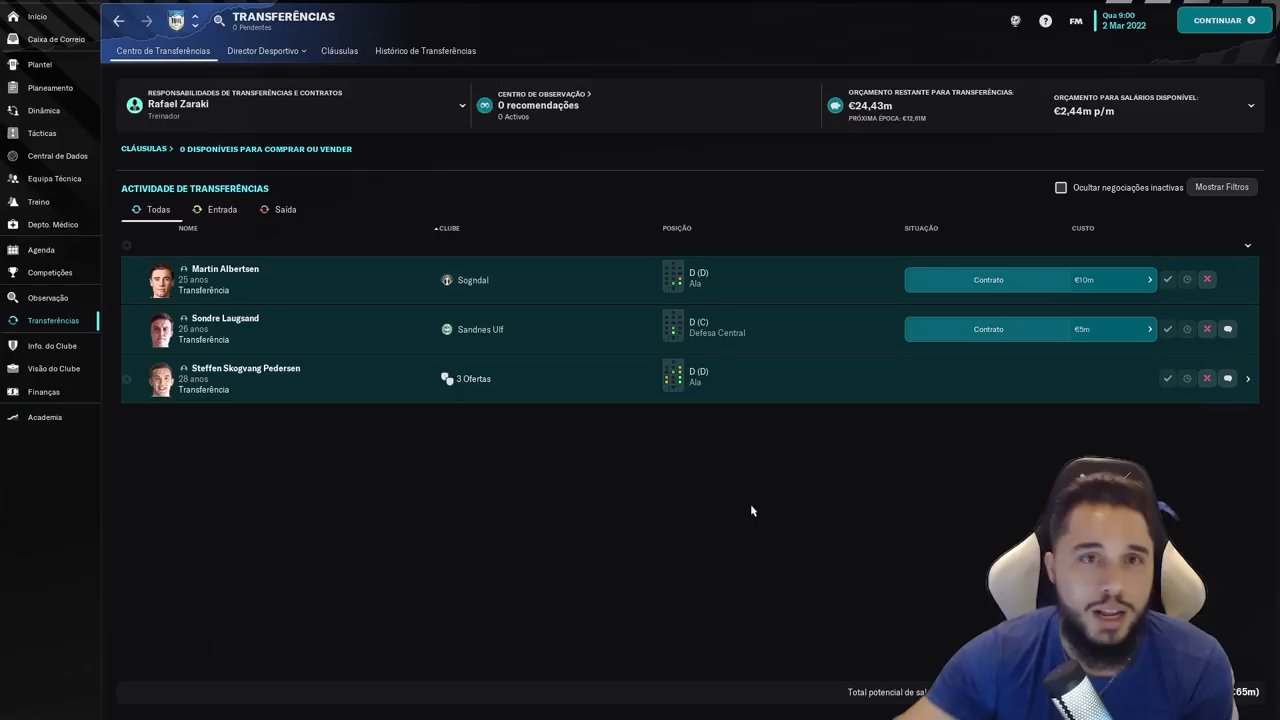 Início
Caixa de Correio
Plantel
Planeamento
Dinâmica
Tácticas
Central de Dados
Equipa Técnica
Treino
Depto. Médico
Agenda
Competições
Observação
Transferências
Info. do Clube
Visão do Clube
Finanças
Academia
TRANSFERÊNCIAS
0 Pendentes
FM
Qua 9:00
2 Mar 2022
CONTINUAR
Centro de Transferências
Director Desportivo
Cláusulas
Histórico de Transferências
RESPONSABILIDADES DE TRANSFERÊNCIAS E CONTRATOS
Rafael Zaraki
Treinador
CENTRO DE OBSERVAÇÃO
0 recomendações
0 Activos
ORÇAMENTO RESTANTE PARA TRANSFERÊNCIAS:
€24,43m
PRÓXIMA ÉPOCA: €12,61M
ORÇAMENTO PARA SALÁRIOS DISPONÍVEL:
€2,44m p/m
CLÁUSULAS > 0 DISPONÍVEIS PARA COMPRAR OU VENDER
ACTIVIDADE DE TRANSFERÊNCIAS
Ocultar negociações inactivas
Mostrar Filtros
Todas
Entrada
Saída
NOME
CLUBE
POSIÇÃO
SITUAÇÃO
CUSTO
Martin Albertsen
25 anos
Transferência
Sogndal
D (D)
Ala
Contrato
€10m
Sondre Laugsand
26 anos
Transferência
Sandnes Ulf
D (C)
Defesa Central
Contrato
€5m
Steffen Skogvang Pedersen
28 anos
Transferência
3 Ofertas
D (D)
Ala
Total potencial de sal
65m)